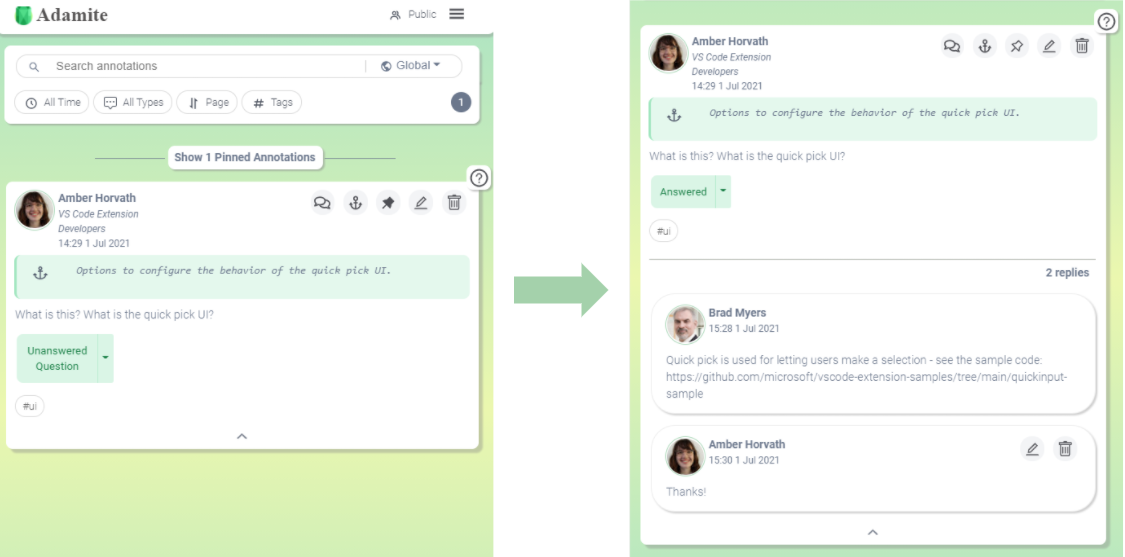 Adamite
Public
Search annotations
Global
All Time
All Types
Page
# Tags
1
Show 1 Pinned Annotations
?
Amber Horvath
VS Code Extension
Developers
14:29 1 Jul 2021
Options to configure the behavior of the quick pick UI.
What is this? What is the quick pick UI?
Unanswered
Question
#ui
?
Amber Horvath
VS Code Extension
Developers
14:29 1 Jul 2021
Options to configure the behavior of the quick pick UI.
What is this? What is the quick pick UI?
Answered
#ui
2 replies
Brad Myers
15:28 1 Jul 2021
Quick pick is used for letting users make a selection - see the sample code:
https://github.com/microsoft/vscode-extension-samples/tree/main/quickinput-
sample
Amber Horvath
15:30 1 Jul 2021
Thanks!